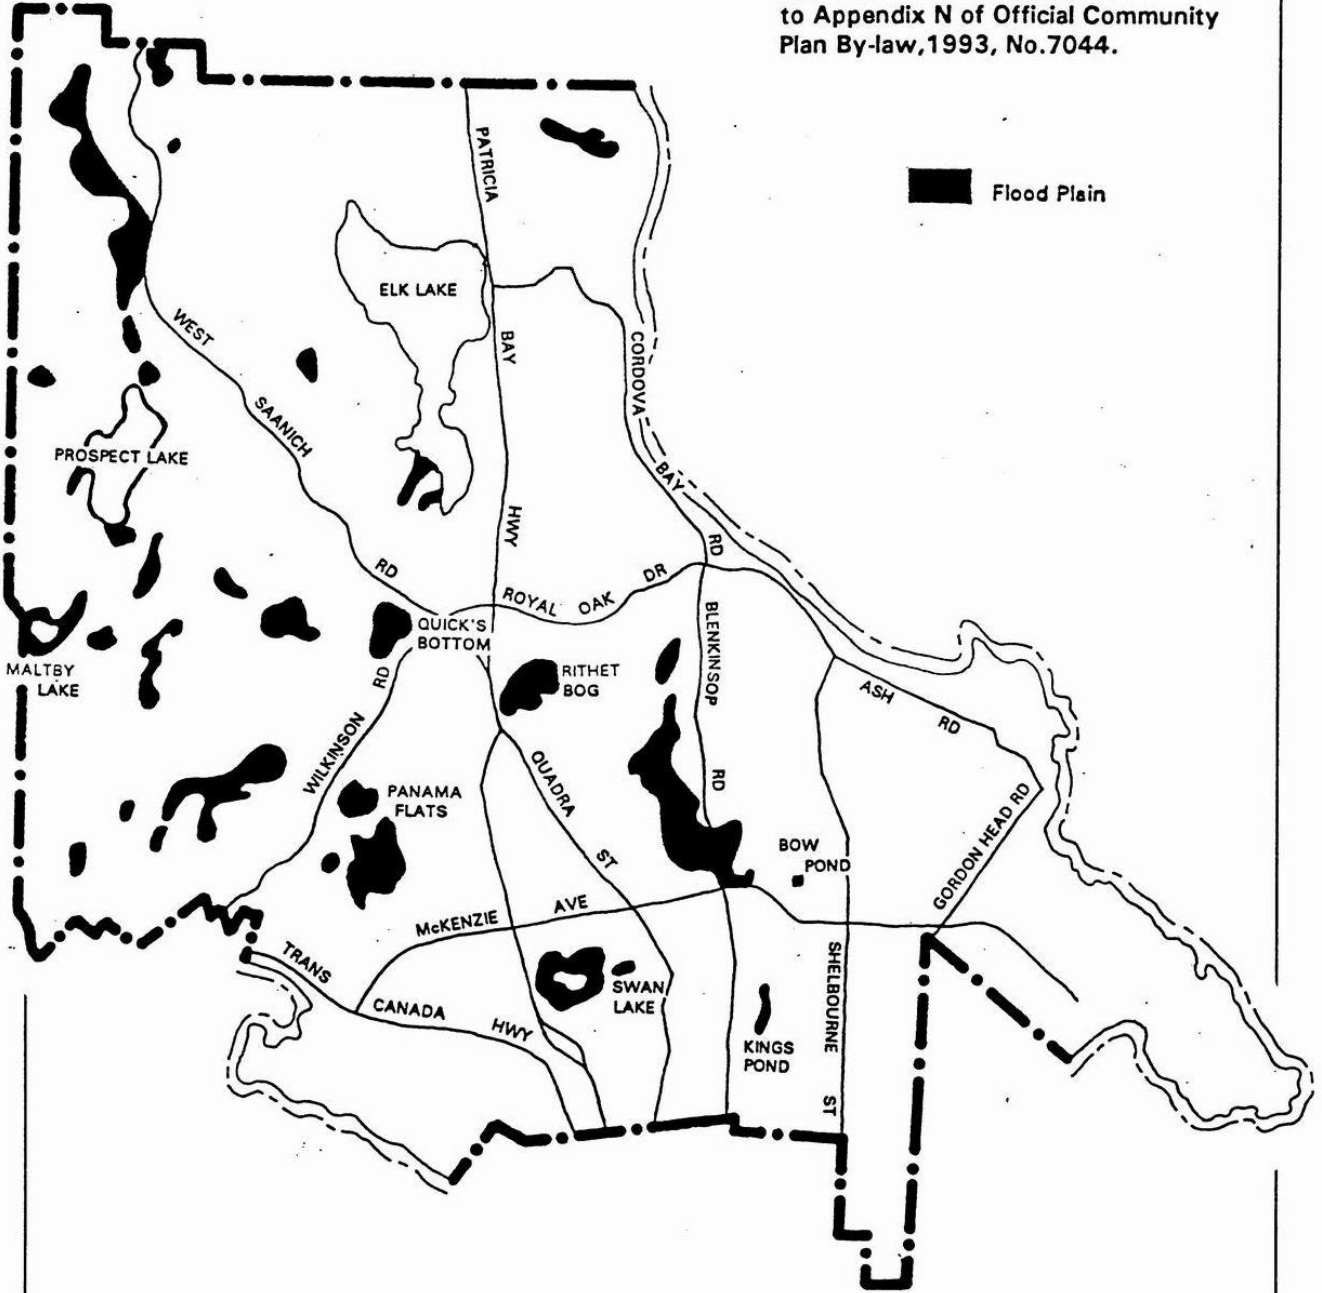 to Appendix N of Official Community
Plan By-law,1993, No.7044.
Flood Plain
PATRICIA
BAY
HWY
ELK LAKE
WEST
SAANICH
RD
CORDOVA
BAY
RD
PROSPECT LAKE
ROYAL OAK DR
QUICK'S
BOTTOM
BLENKINSOP
RD
RITHET
BOG
MALTBY
LAKE
WILKINSON
RD
ASH
RD
QUADRA
ST
PANAMA
FLATS
GORDON HEAD RD
BOW
POND
McKENZIE AVE
TRANS
CANADA
HWY
SWAN
LAKE
SHELBOURNE
ST
KINGS
POND